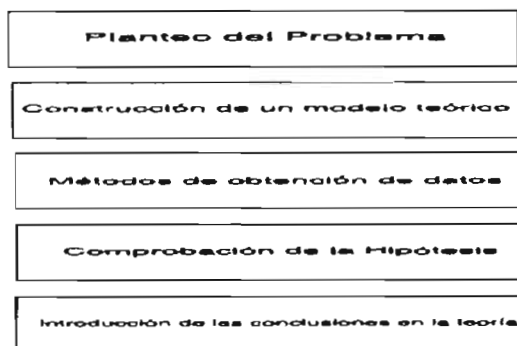 Planteo del Problema
Construcción de un modelo teórico
Métodos de obtención de datos
Comprobación de la Hipótesis
Introducción de las conclusiones en la teoría